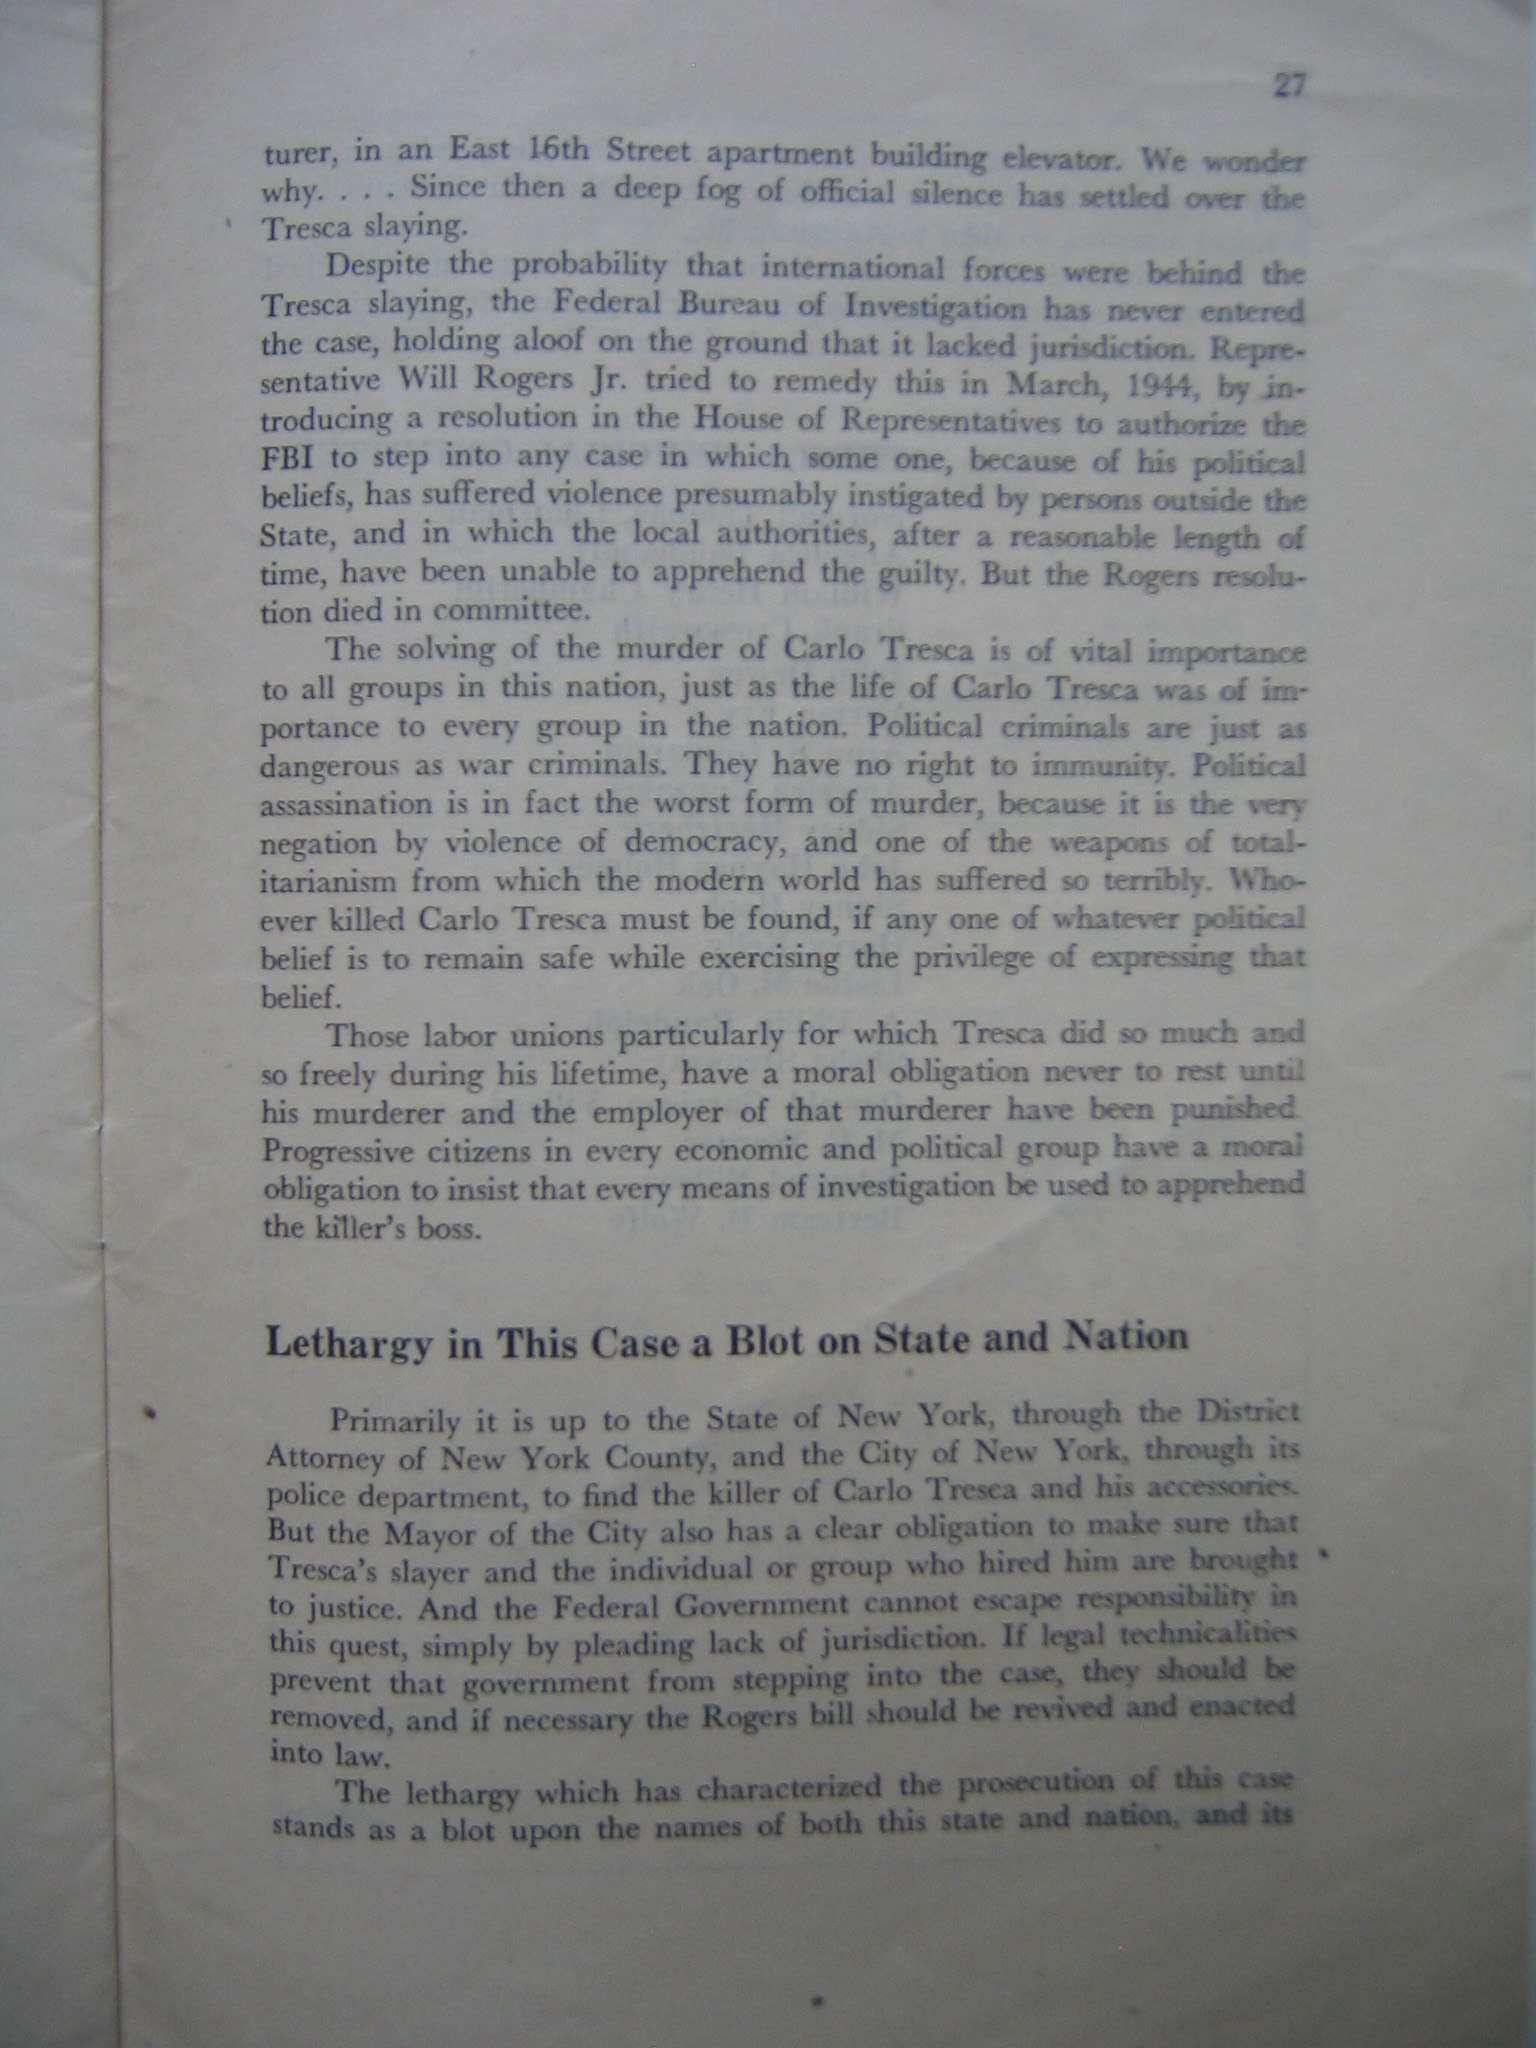 27
turer, in an East 16th Street apartment building elevator. We wonder
why. . . . Since then a deep fog of official silence has settled over the
Tresca slaying.
Despite the probability that international forces were behind the
Tresca slaying, the Federal Bureau of Investigation has never entered
the case, holding aloof on the ground that it lacked jurisdiction. Repre-
sentative Will Rogers Jr. tried to remedy this in March, 1944, by in-
troducing a resolution in the House of Representatives to authorize the
FBI to step into any case in which some one, because of his political
beliefs, has suffered violence presumably instigated by persons outside the
State, and in which the local authorities, after a reasonable length of
time, have been unable to apprehend the guilty. But the Rogers resolu-
tion died in committee.
The solving of the murder of Carlo Tresca is of vital importance
to all groups in this nation, just as the life of Carlo Tresca was of im-
portance to every group in the nation. Political criminals are just as
dangerous as war criminals. They have no right to immunity. Political
assassination is in fact the worst form of murder, because it is the very
negation by violence of democracy, and one of the weapons of total-
itarianism from which the modern world has suffered so terribly. Who-
ever killed Carlo Tresca must be found, if any one of whatever political
belief is to remain safe while exercising the privilege of expressing that
belief.
Those labor unions particularly for which Tresca did so much and
so freely during his lifetime, have a moral obligation never to rest until
his murderer and the employer of that murderer have been punished
Progressive citizens in every economic and political group have a moral
obligation to insist that every means of investigation be used to apprehend
the killer's boss.
Lethargy in This Case a Blot on State and Nation
Primarily it is up to the State of New York, through the District
Attorney of New York County, and the City of New York, through its
police department, to find the killer of Carlo Tresca and his accessories.
But the Mayor of the City also has a clear obligation to make sure that
Tresca's slayer and the individual or group who hired him are brought
to justice. And the Federal Government cannot escape responsibility in
this quest, simply by pleading lack of jurisdiction. If legal technicalities
prevent that government from stepping into the case, they should be
removed, and if necessary the Rogers bill should be revived and enacted
into law.
The lethargy which has characterized the prosecution of this case
stands as a blot upon the names of both this state and nation, and its